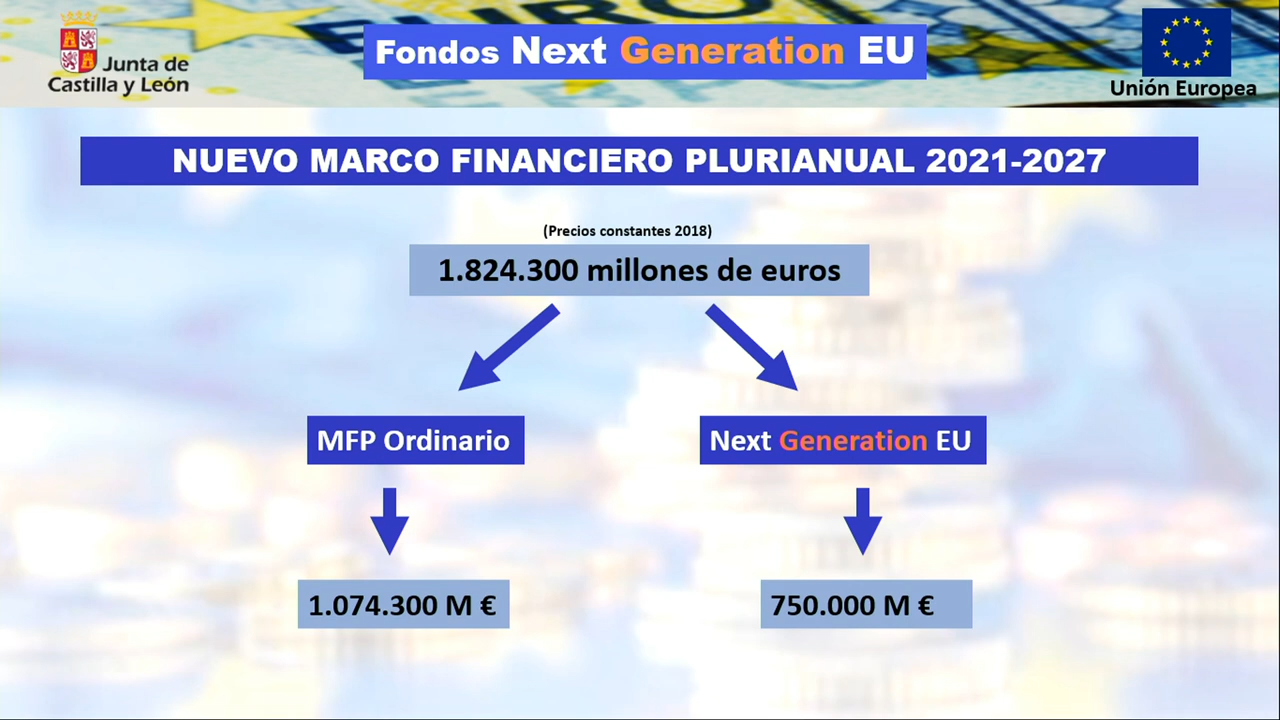 Junta de
Castilla y León
Fondos Next Generation EU
Unión Europea
NUEVO MARCO FINANCIERO PLURIANUAL 2021-2027
(Precios constantes 2018)
1.824.300 millones de euros
MFP Ordinario
Next Generation EU
1.074.300 M €
750.000 M €